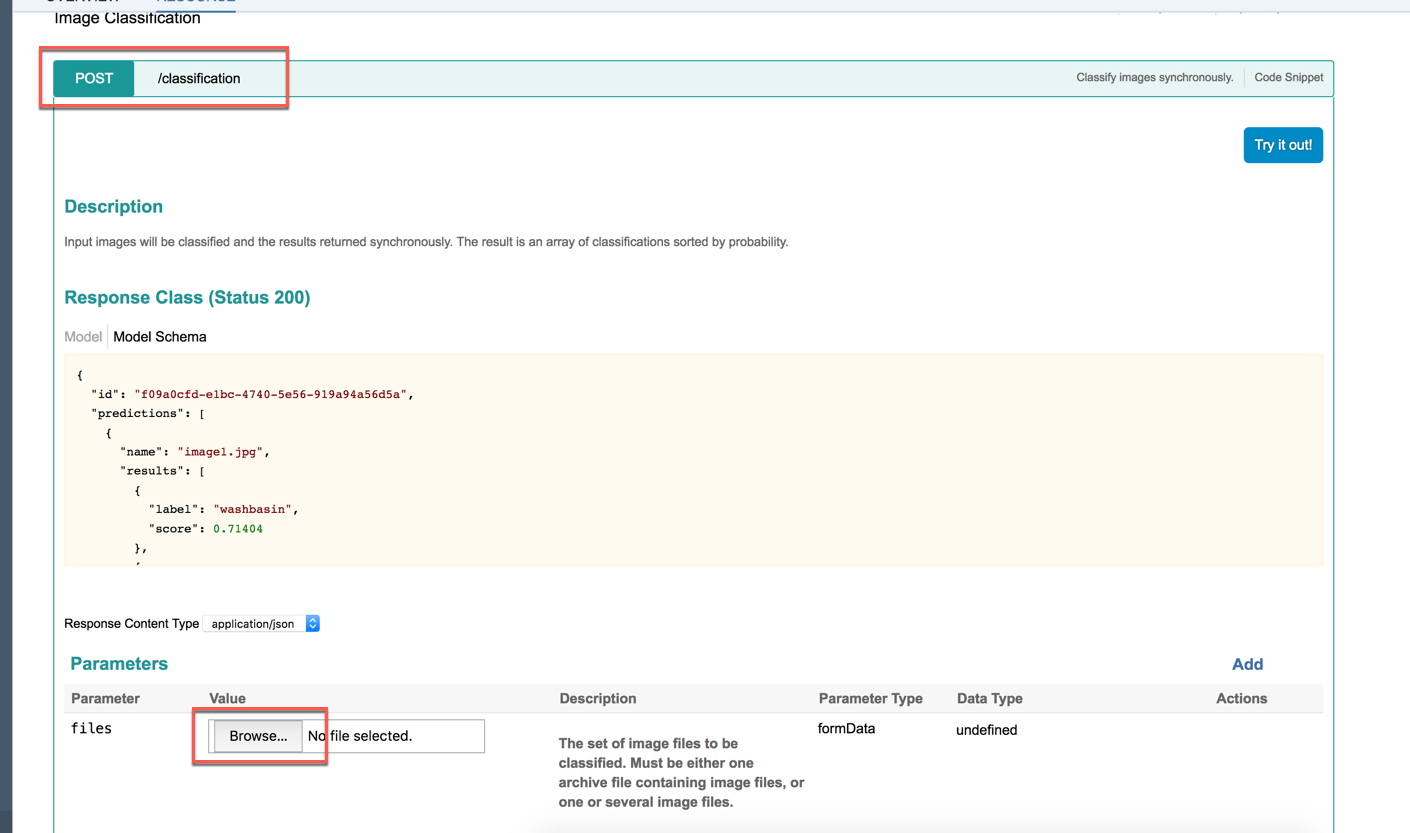 OVERVIEW RESOURCE
Image Classification
POST /classification Classify images synchronously. Code Snippet
Try it out!
Description
Input images will be classified and the results returned synchronously. The result is an array of classifications sorted by probability.
Response Class (Status 200)
Model Model Schema
{
"id": "f09a0cfd-e1bc-4740-5e56-919a94a56d5a",
"predictions": [
{
"name": "image1.jpg",
"results": [
{
"label": "washbasin",
"score": 0.71404
},
Response Content Type application/json
Parameters Add
Parameter Value Description Parameter Type Data Type Actions
files Browse... No file selected. formData undefined
The set of image files to be
classified. Must be either one
archive file containing image files, or
one or several image files.